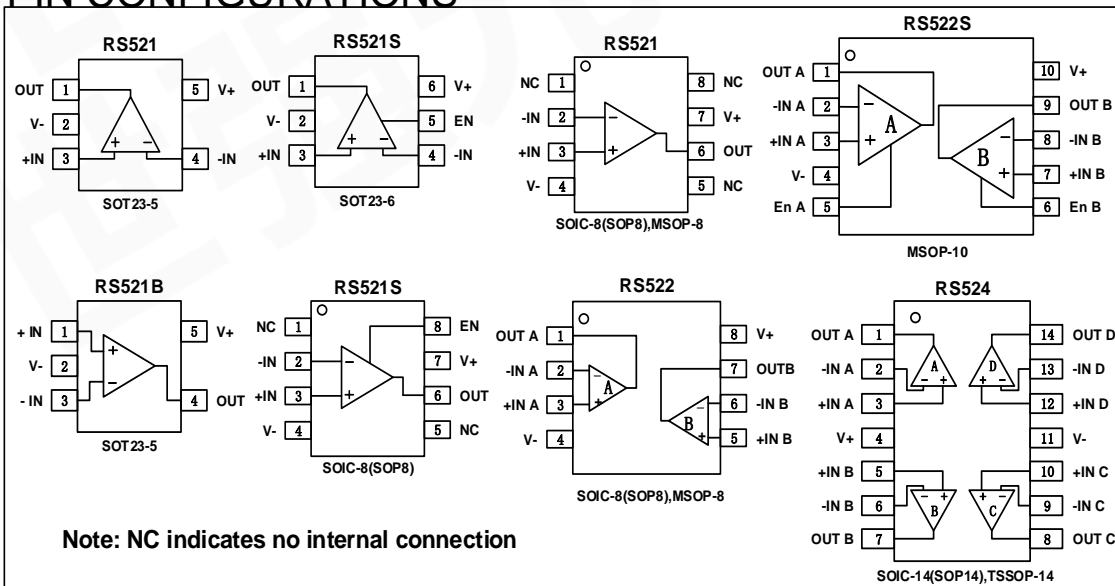 PIN CONFIGURATIONS
RS521
OUT 1 5 V+
V- 2
+IN 3 + − 4 -IN
SOT23-5
RS521S
OUT 1 6 V+
V- 2 5 EN
+IN 3 + − 4 -IN
SOT23-6
RS521
NC 1 8 NC
-IN 2 − 7 V+
+IN 3 + 6 OUT
V- 4 5 NC
SOIC-8(SOP8),MSOP-8
RS522S
OUT A 1 10 V+
-IN A 2 − A 9 OUT B
+IN A 3 + − 8 -IN B
V- 4 B + 7 +IN B
En A 5 6 En B
MSOP-10
RS521B
+ IN 1 + 5 V+
V- 2
- IN 3 − 4 OUT
SOT23-5
RS521S
NC 1 8 EN
-IN 2 − 7 V+
+IN 3 + 6 OUT
V- 4 5 NC
SOIC-8(SOP8)
RS522
OUT A 1 8 V+
-IN A 2 − A 7 OUTB
+IN A 3 + − 6 -IN B
V- 4 B + 5 +IN B
SOIC-8(SOP8),MSOP-8
RS524
OUT A 1 14 OUT D
-IN A 2 A D 13 -IN D
+IN A 3 − + + − 12 +IN D
V+ 4 11 V-
+IN B 5 10 +IN C
-IN B 6 − + + − 9 -IN C
OUT B 7 B C 8 OUT C
SOIC-14(SOP14),TSSOP-14
Note: NC indicates no internal connection